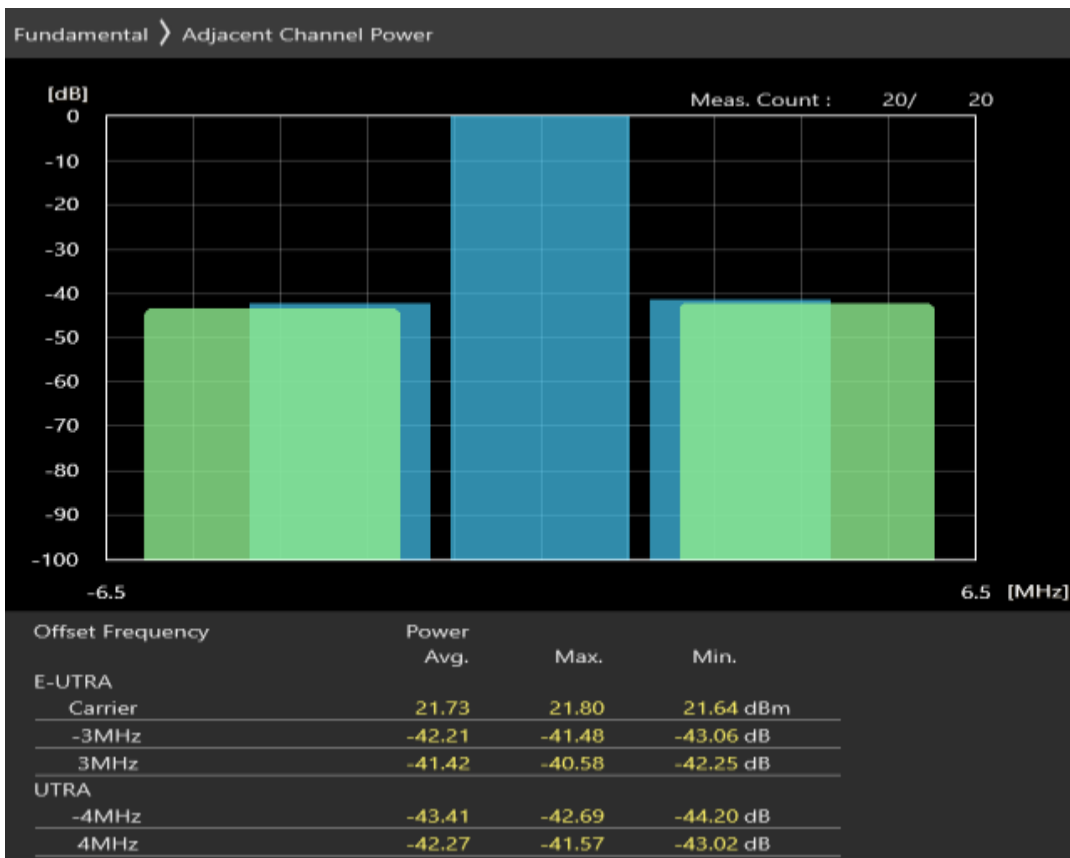 Fundamental 〉 Adjacent Channel Power
[dB]
Meas. Count : 20/ 20
0
-10
-20
-30
-40
-50
-60
-70
-80
-90
-100
-6.5 6.5 [MHz]
Offset Frequency Power
Avg. Max. Min.
E-UTRA
Carrier 21.73 21.80 21.64 dBm
-3MHz -42.21 -41.48 -43.06 dB
3MHz -41.42 -40.58 -42.25 dB
UTRA
-4MHz -43.41 -42.69 -44.20 dB
4MHz -42.27 -41.57 -43.02 dB